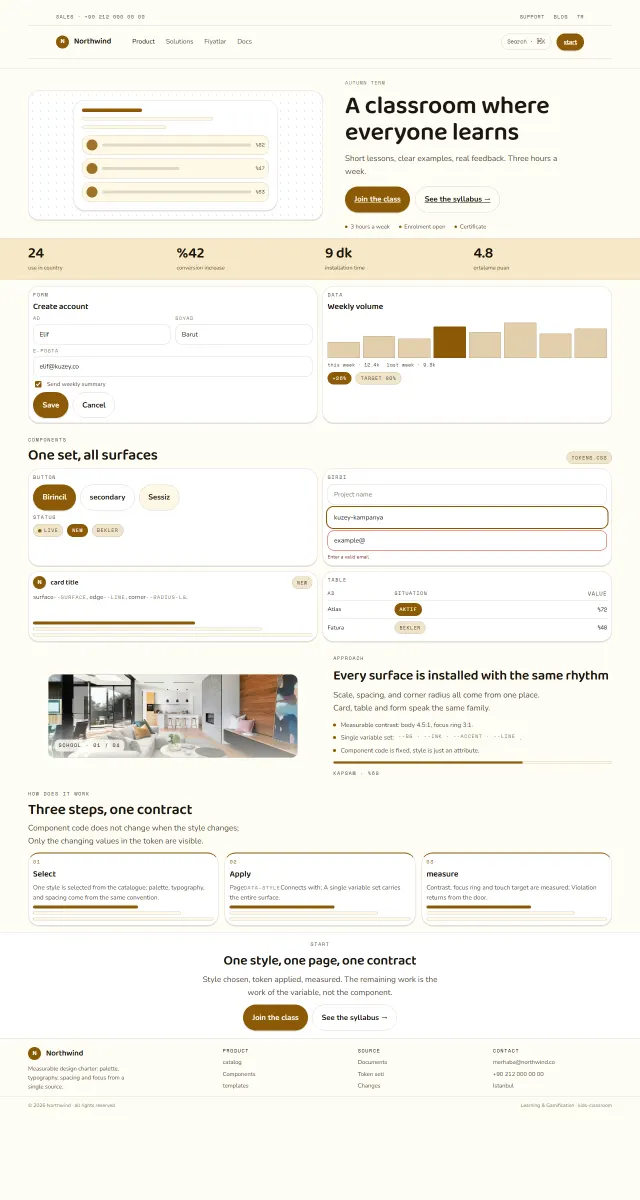 SALES · +90 212 000 00 00
SUPPORT BLOG TR
N Northwind Product Solutions Fiyatlar Docs
Search · ⌘K start
AUTUMN TERM
A classroom where
everyone learns
Short lessons, clear examples, real feedback. Three hours a
week.
Join the class See the syllabus →
3 hours a week Enrolment open Certificate
24 %42 9 dk 4.8
use in country conversion increase installation time ortalama puan
FORM
Create account
AD SOYAD
Elif Barut
E-POSTA
elif@kuzey.co
Send weekly summary
Save Cancel
DATA
Weekly volume
this week · 12.4k last week · 9.8k
TARGET 80%
COMPONENTS
One set, all surfaces
TOKENS.CSS
BUTTON
Birincil secondary Sessiz
STATUS
LIVE NEW BEKLER
GIRDI
Project name
kuzey-kampanya
example@
Enter a valid email
N card title NEW
surface--SURFACE, edge--LINE, corner--RADIUS-LG.
TABLE
AD SITUATION VALUE
Atlas AKTIF %72
Fatura BEKLER %48
SCHOOL · 01 / 04
APPROACH
Every surface is installed with the same rhythm
Scale, spacing, and corner radius all come from one place.
Card, table and form speak the same family.
Measurable contrast: body 4.5:1, focus ring 3:1.
Single variable set: --BG · --INK · --ACCENT · --LINE .
Component code is fixed, style is just an attribute.
KAPSAM · %68
HOW DOES IT WORK
Three steps, one contract
Component code does not change when the style changes;
Only the changing values in the token are visible.
01
Select
One style is selected from the catalogue; palette, typography,
and spacing come from the same convention.
02
Apply
PageDATA-STYLEConnects with; A single variable set carries
the entire surface.
03
measure
Contrast, focus ring and touch target are measured; Violation
returns from the door.
START
One style, one page, one contract
Style chosen, token applied, measured. The remaining work is the
work of the variable, not the component.
Join the class See the syllabus →
N Northwind
Measurable design charter: palette,
typography, spacing and focus from a
single source.
PRODUCT
catalog
Components
templates
SOURCE
Documents
Token seti
Changes
CONTACT
merhaba@northwind.co
+90 212 000 00 00
Istanbul
© 2026 Northwind · All rights reserved
Learning & Gamification · kids classroom